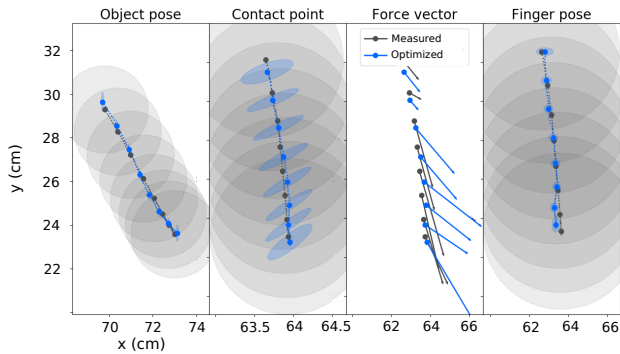 Object pose
Contact point
Force vector
Finger pose
Measured
Optimized
32
30
28
26
24
22
y (cm)
70 72 74
63.5 64 64.5
62 64 66
62 64 66
x (cm)